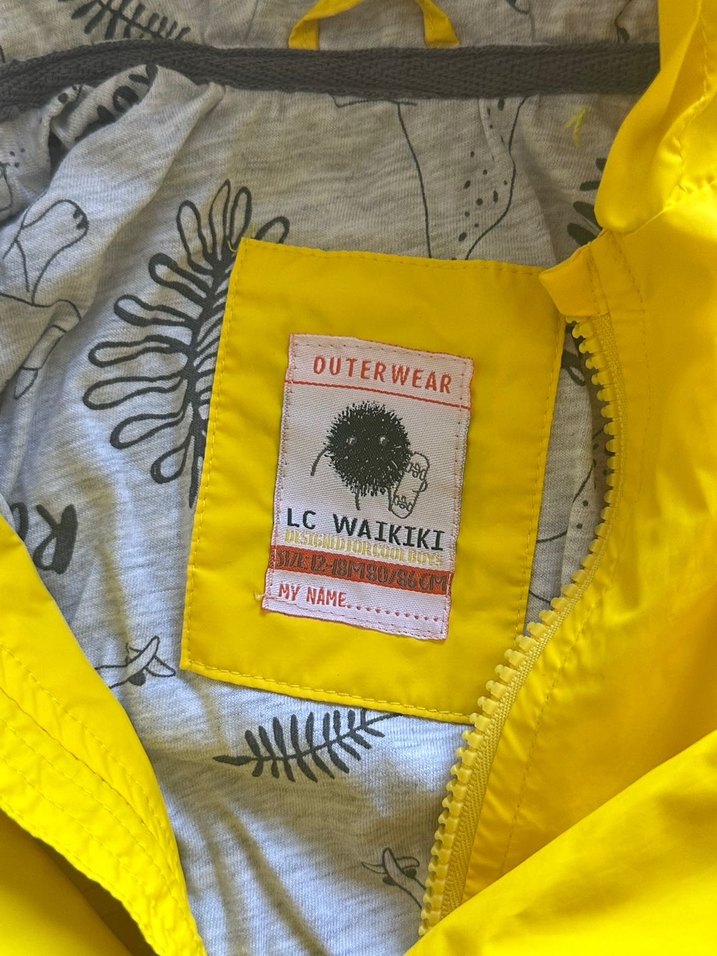 OUTERWEAR
LC WAIKIKI
DESIGNED FOR COOL BOYS
SIZE:12-18M 80/86CM
MY NAME...........